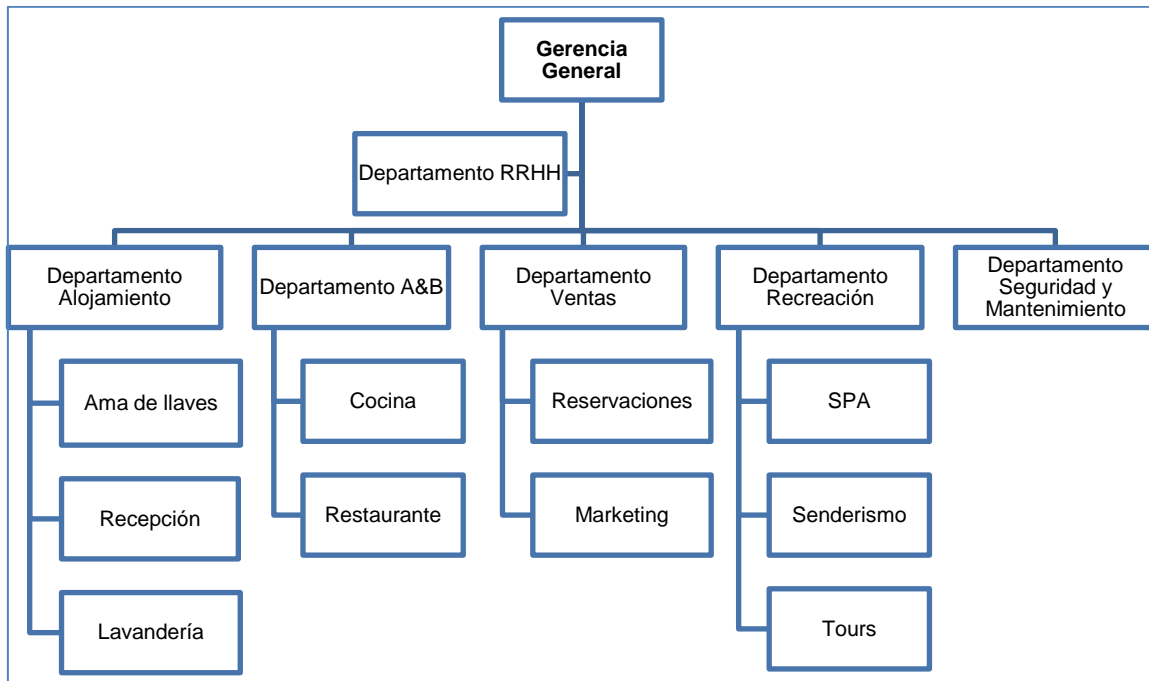 Gerencia
General
Departamento RRHH
Departamento
Alojamiento
Departamento A&B
Departamento
Ventas
Departamento
Recreación
Departamento
Seguridad y
Mantenimiento
Ama de llaves
Cocina
Reservaciones
SPA
Recepción
Restaurante
Marketing
Senderismo
Lavandería
Tours